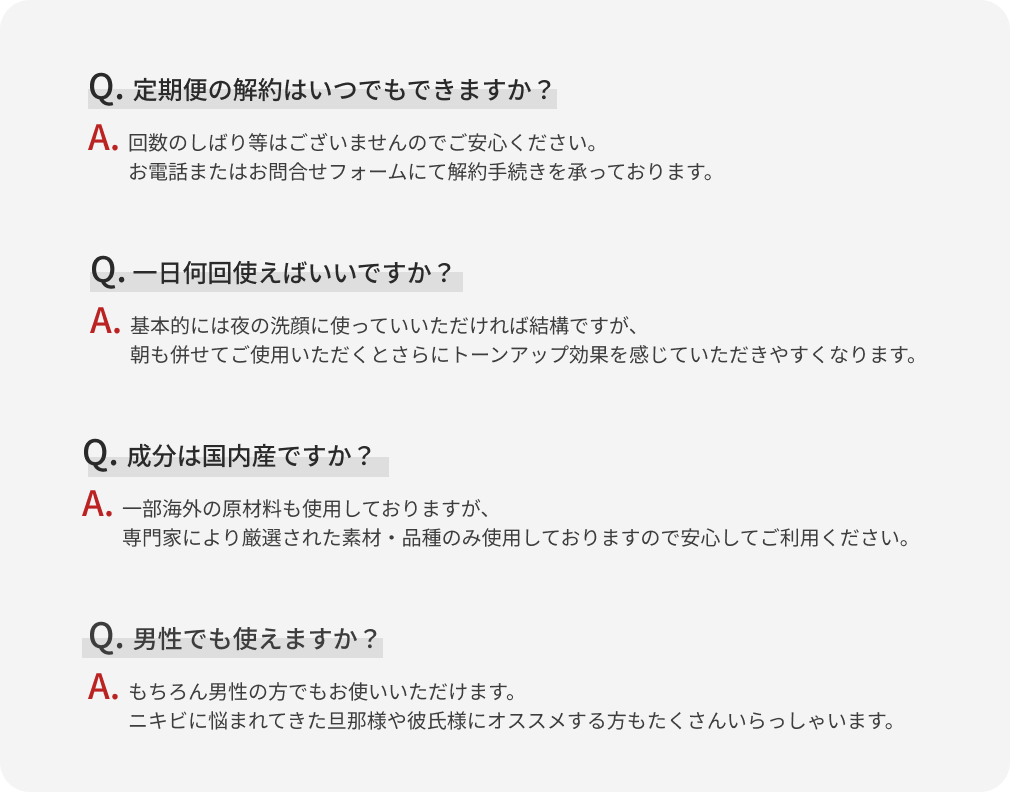 Q. 定期便の解約はいつでもできますか？
A. 回数のしばり等はございませんのでご安心ください。
お電話またはお問合せフォームにて解約手続きを承っております。
Q. 一日何回使えばいいですか？
A. 基本的には夜の洗顔に使っていいただければ結構ですが、
朝も併せてご使用いただくとさらにトーンアップ効果を感じていただきやすくなります。
Q. 成分は国内産ですか？
A. 一部海外の原材料も使用しておりますが、
専門家により厳選された素材・品種のみ使用しておりますので安心してご利用ください。
Q. 男性でも使えますか？
A. もちろん男性の方でもお使いいただけます。
ニキビに悩まれてきた旦那様や彼氏様にオススメする方もたくさんいらっしゃいます。